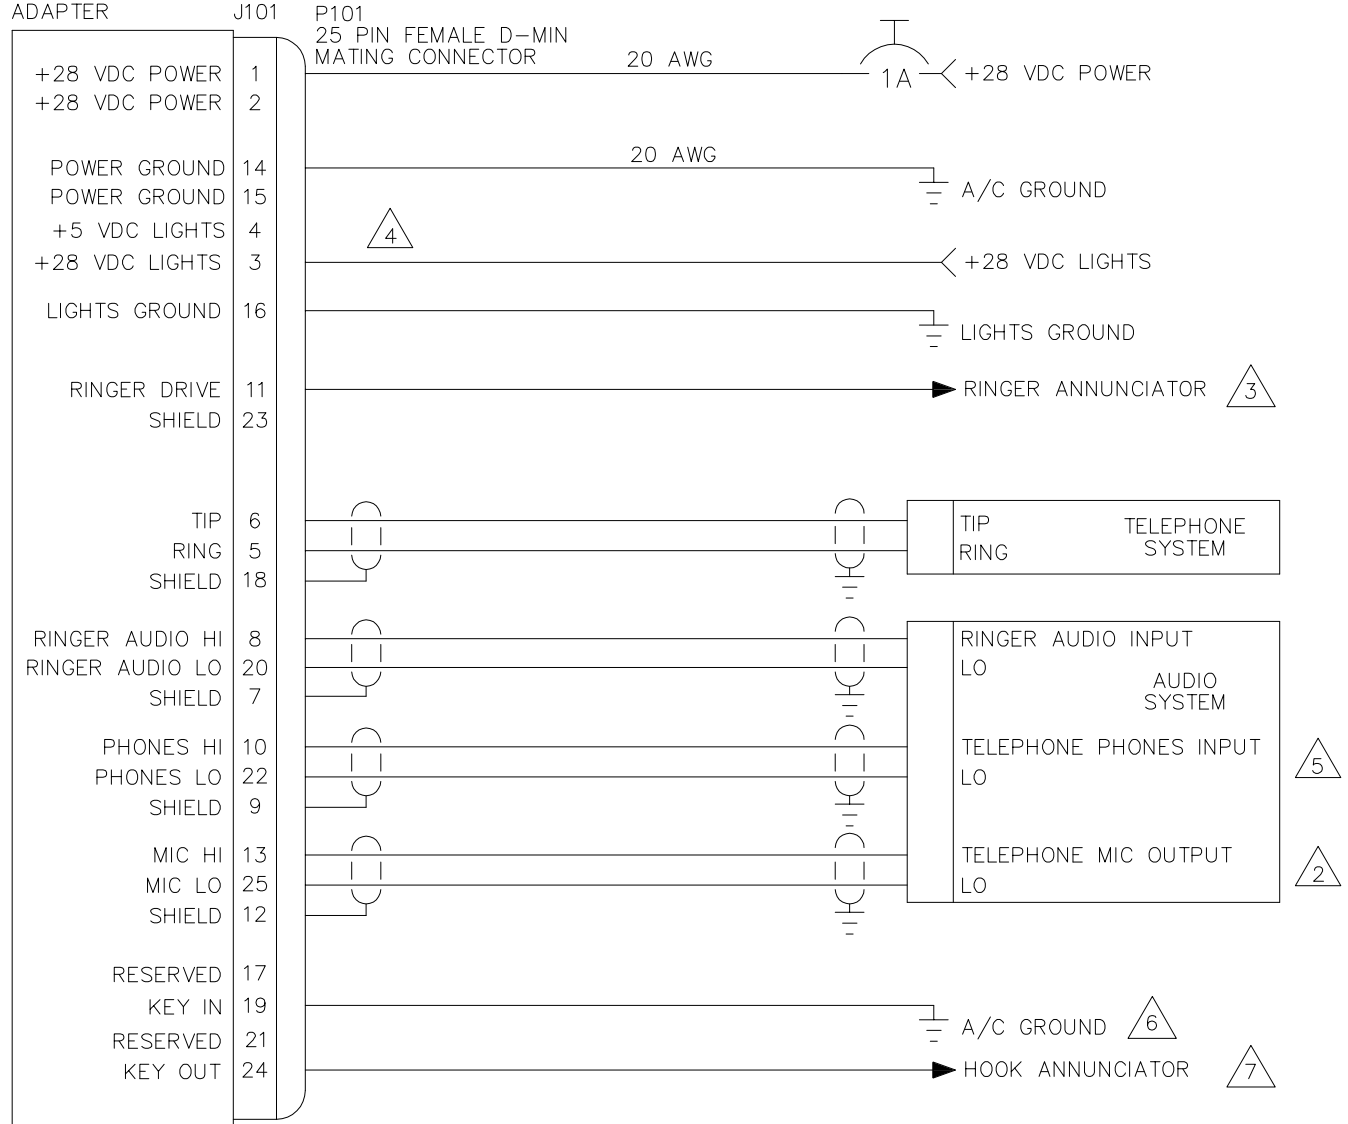 ADAPTER J101 P101
25 PIN FEMALE D-MIN
MATING CONNECTOR
+28 VDC POWER 1 20 AWG 1A +28 VDC POWER
+28 VDC POWER 2
POWER GROUND 14 20 AWG
POWER GROUND 15 A/C GROUND
+5 VDC LIGHTS 4 4
+28 VDC LIGHTS 3 +28 VDC LIGHTS
LIGHTS GROUND 16
LIGHTS GROUND
RINGER DRIVE 11 RINGER ANNUNCIATOR 3
SHIELD 23
TIP 6 TIP TELEPHONE
RING 5 RING SYSTEM
SHIELD 18
RINGER AUDIO HI 8 RINGER AUDIO INPUT
RINGER AUDIO LO 20 LO
AUDIO
SHIELD 7 SYSTEM
PHONES HI 10 TELEPHONE PHONES INPUT 5
PHONES LO 22 LO
SHIELD 9
MIC HI 13 TELEPHONE MIC OUTPUT 2
MIC LO 25 LO
SHIELD 12
RESERVED 17
KEY IN 19
A/C GROUND 6
RESERVED 21
KEY OUT 24 HOOK ANNUNCIATOR 7